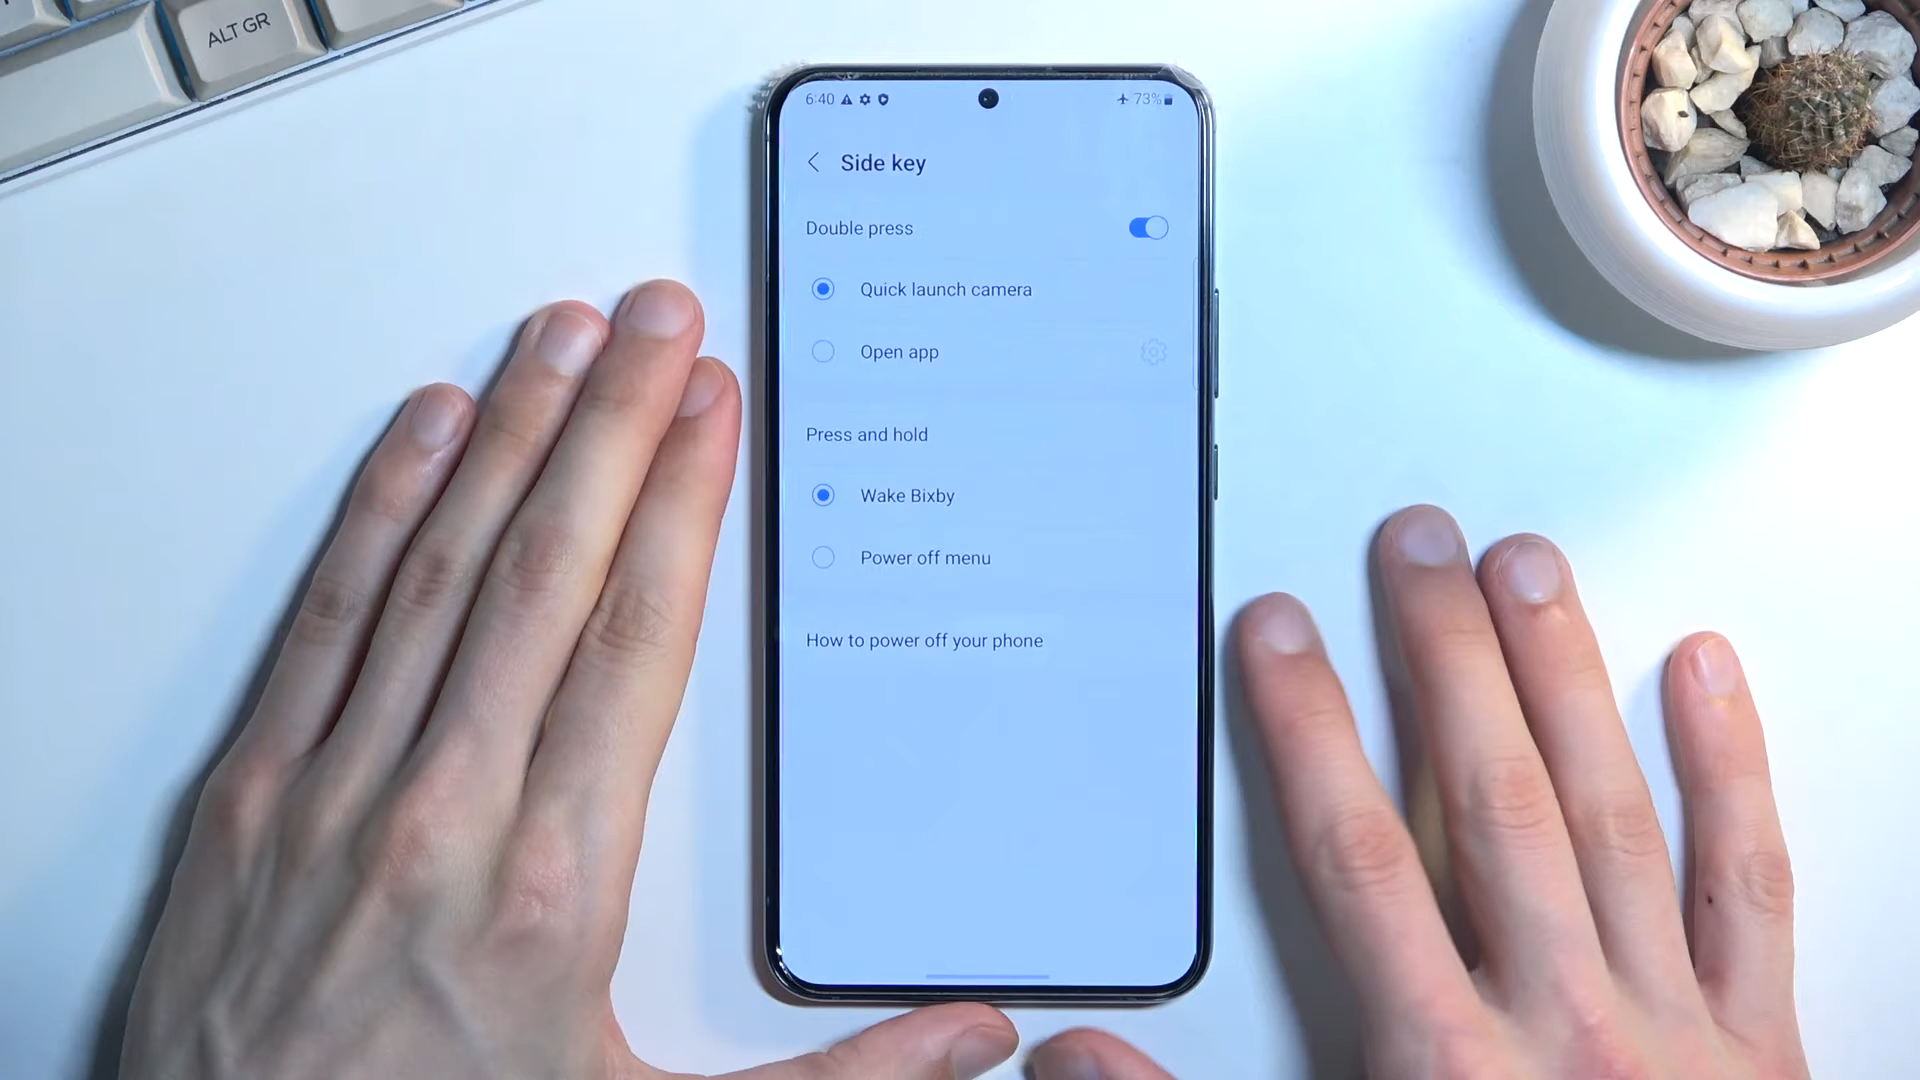 ALT GR
6:40 73%
Side key
Double press
Quick launch camera
Open app
Press and hold
Wake Bixby
Power off menu
How to power off your phone